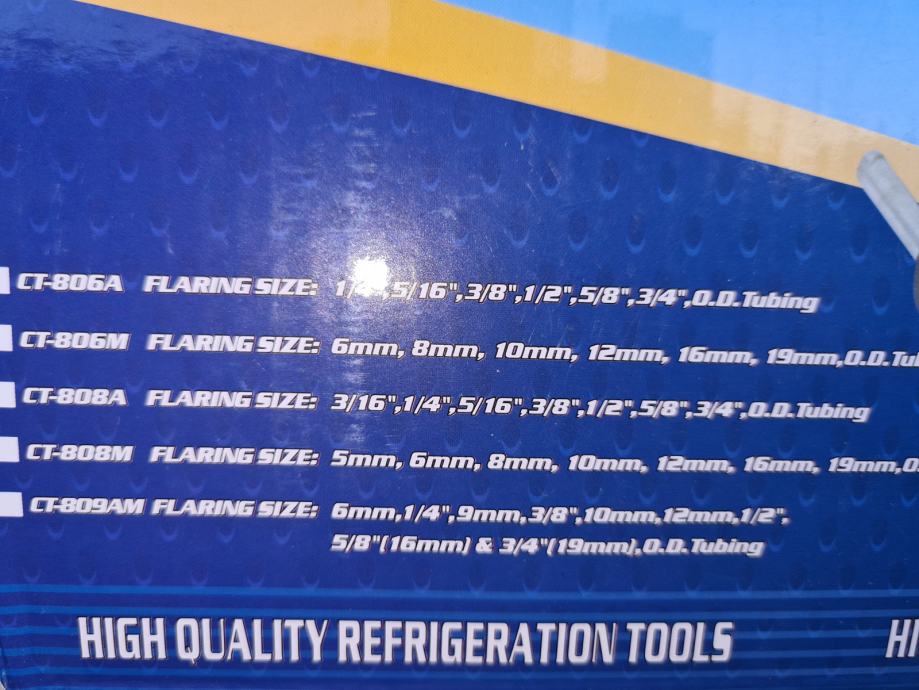 CT-806A FLARING SIZE: 1/4",5/16",3/8",1/2",5/8",3/4",O.D.Tubing
CT-806M FLARING SIZE: 6mm, 8mm, 10mm, 12mm, 16mm, 19mm,O.D.Tu
CT-808A FLARING SIZE: 3/16",1/4",5/16",3/8",1/2",5/8",3/4",O.D.Tubing
CT-808M FLARING SIZE: 5mm, 6mm, 8mm, 10mm, 12mm, 16mm, 19mm,O
CT-809AM FLARING SIZE: 6mm,1/4",9mm,3/8",10mm,12mm,1/2",
5/8"(16mm) & 3/4"(19mm),O.D.Tubing
HIGH QUALITY REFRIGERATION TOOLS